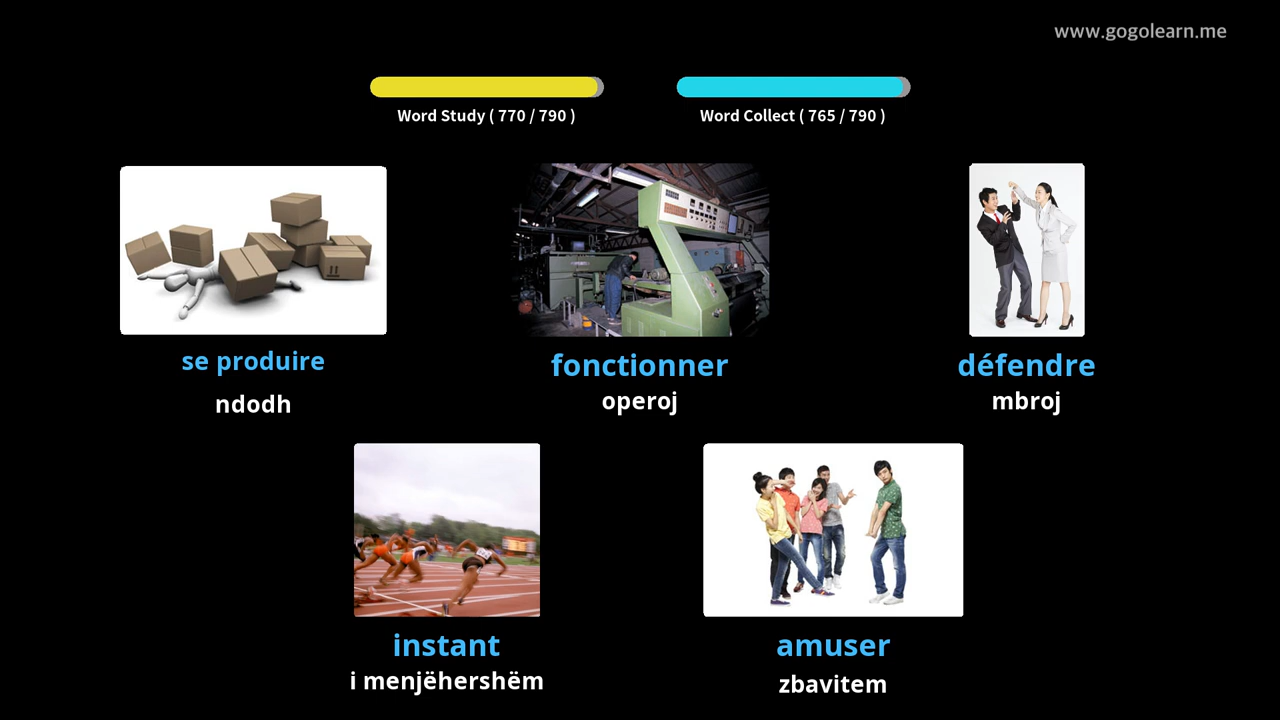 www.gogolearn.me
Word Study ( 770 / 790 )
Word Collect ( 765 / 790 )
se produire
ndodh
fonctionner
operoj
défendre
mbroj
instant
i menjëhershëm
amuser
zbavitem